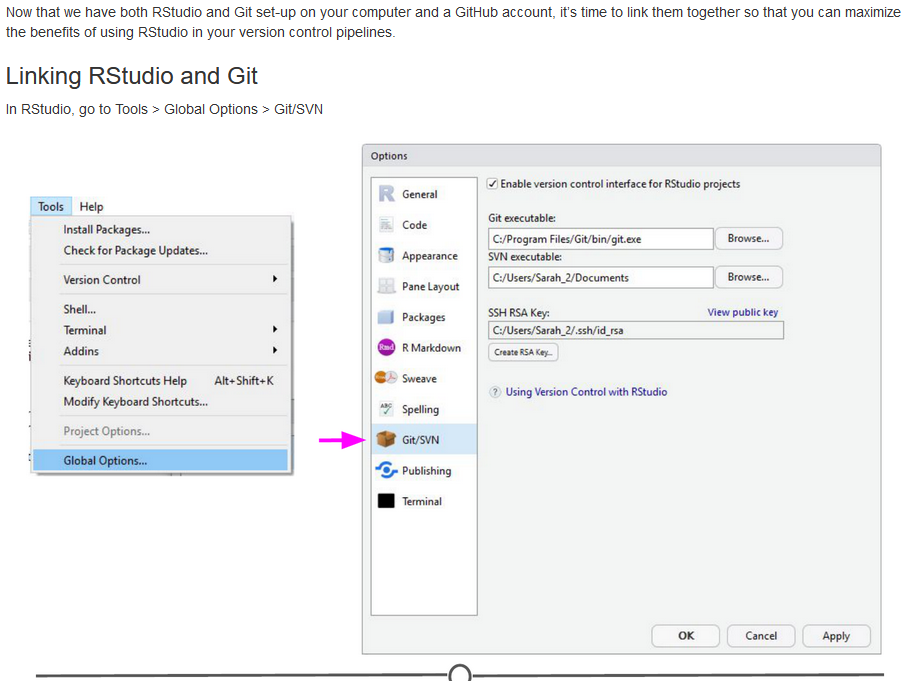 Now that we have both RStudio and Git set-up on your computer and a GitHub account, it's time to link them together so that you can maximize
the benefits of using RStudio in your version control pipelines.
Linking RStudio and Git
In RStudio, go to Tools > Global Options > Git/SVN
Tools Help
Install Packages...
Check for Package Updates...
Version Control
Shell...
Terminal
Addins
Keyboard Shortcuts Help Alt+Shift+K
Modify Keyboard Shortcuts...
Project Options...
Global Options...
Options
R General
Code
Appearance
Pane Layout
Packages
Rmd R Markdown
Sweave
ABC Spelling
Git/SVN
Publishing
Terminal
Enable version control interface for RStudio projects
Git executable:
C:/Program Files/Git/bin/git.exe Browse...
SVN executable:
C:/Users/Sarah_2/Documents Browse...
SSH RSA Key: View public key
C:/Users/Sarah_2/.ssh/id_rsa
Create RSA Key...
? Using Version Control with RStudio
OK Cancel Apply